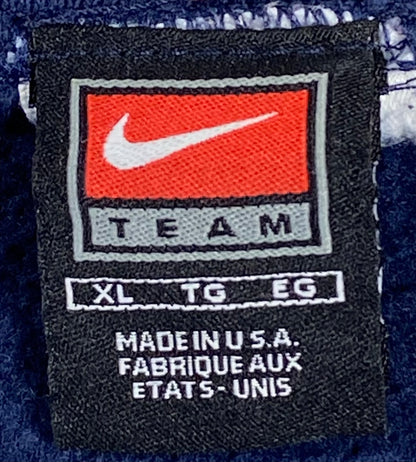 TEAM
XL TG EG
MADE IN U.S.A.
FABRIQUE AUX
ETATS-UNIS